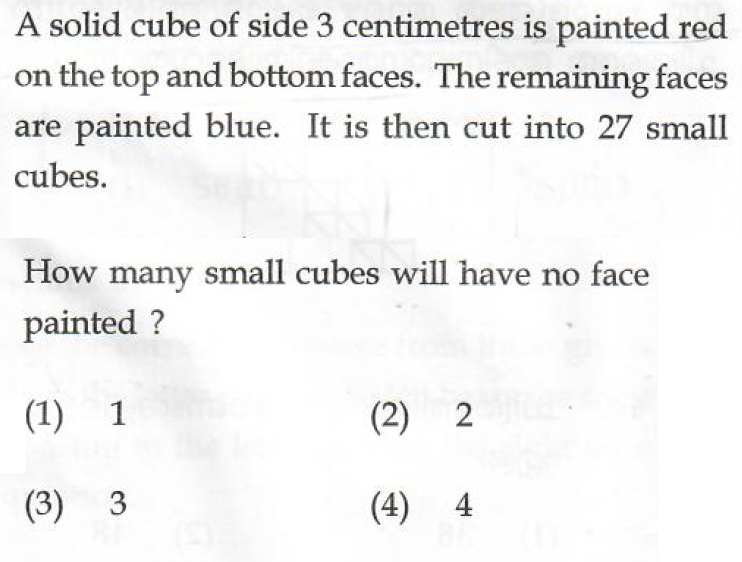 A solid cube of side 3 centimetres is painted red
on the top and bottom faces. The remaining faces
are painted blue. It is then cut into 27 small
cubes.
How many small cubes will have no face
painted ?
(1) 1 (2) 2
(3) 3 (4) 4